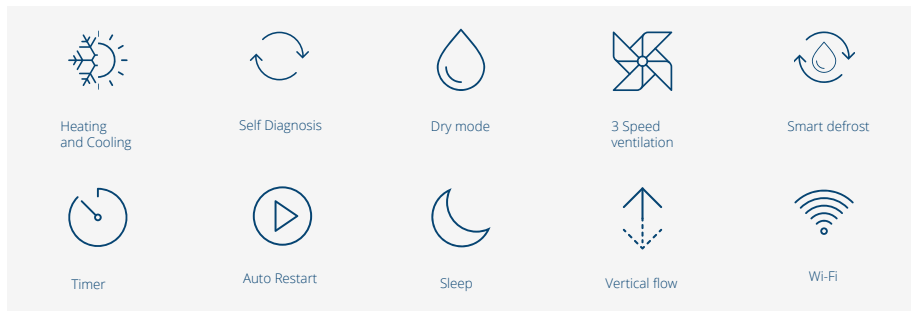 Heating
and Cooling
Self Diagnosis
Dry mode
3 Speed
ventilation
Smart defrost
Timer
Auto Restart
Sleep
Vertical flow
Wi-Fi